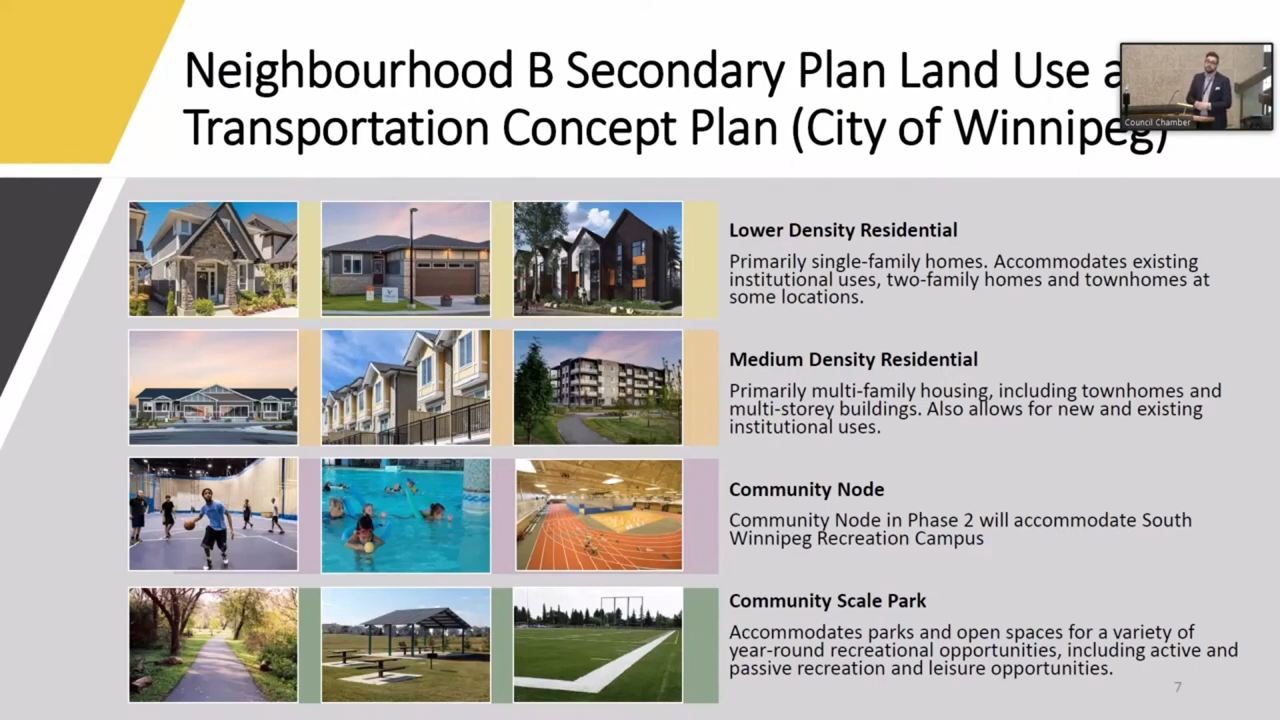 Neighbourhood B Secondary Plan Land Use a
Transportation Concept Plan (City of Winnipeg)
Council Chamber
Lower Density Residential
Primarily single-family homes. Accommodates existing
institutional uses, two-family homes and townhomes at
some locations.
Medium Density Residential
Primarily multi-family housing, including townhomes and
multi-storey buildings. Also allows for new and existing
institutional uses.
Community Node
Community Node in Phase 2 will accommodate South
Winnipeg Recreation Campus
Community Scale Park
Accommodates parks and open spaces for a variety of
year-round recreational opportunities, including active and
passive recreation and leisure opportunities.
7